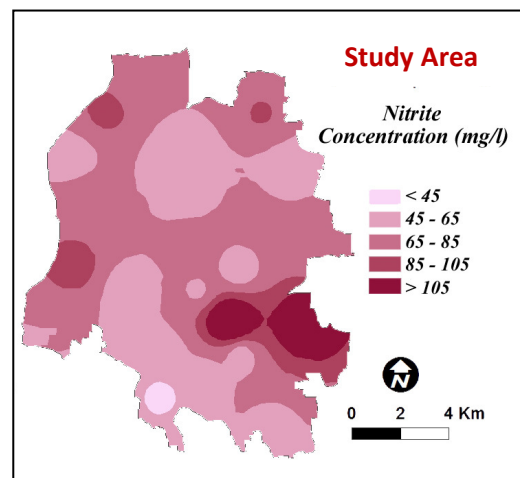 Study Area
Nitrite
Concentration (mg/l)
< 45
45 - 65
65 - 85
85 - 105
> 105
N
0 2 4 Km